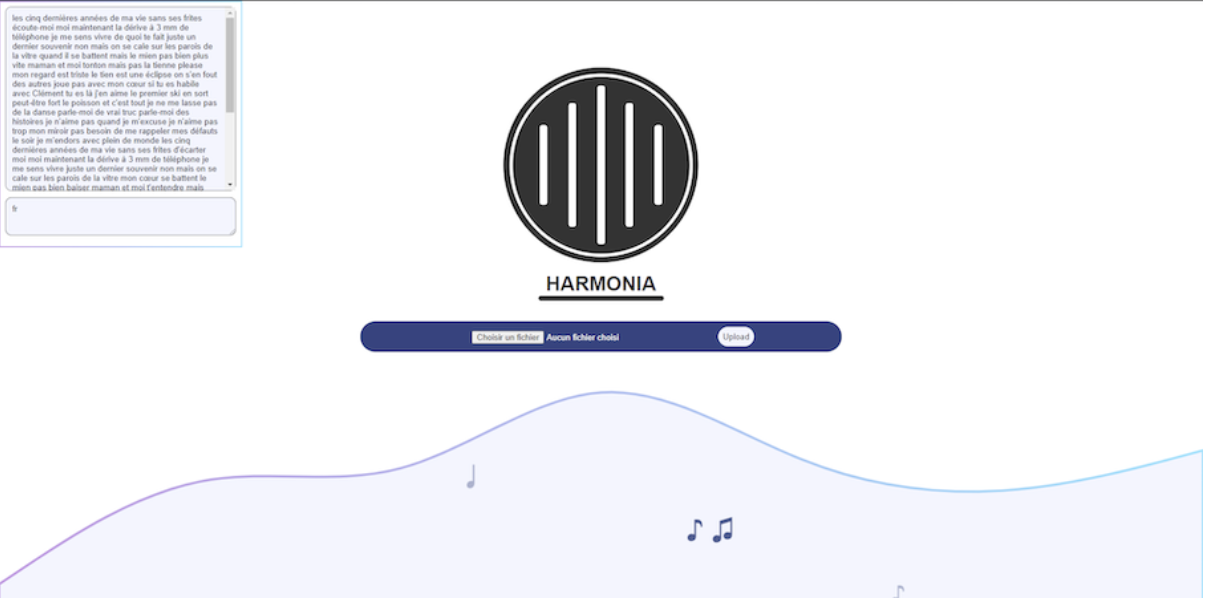 les cinq dernières années de ma vie sans ses frites
écoute-moi moi maintenant la dérive à 3 mm de
téléphone je me sens vivre de quoi te fait juste un
dernier souvenir non mais on se cale sur les parois de
la vitre quand il se battent mais le mien pas bien plus
vite maman et moi tonton mais pas la tienne please
mon regard est triste le tien est une éclipse on s'en fout
des autres joue pas avec mon cœur si tu es habile
avec Clément tu es là j'en aime le premier ski en sort
peut-être fort le poisson et c'est tout je ne me lasse pas
de la danse parle-moi de vrai truc parle-moi des
histoires je n'aime pas quand je m'excuse je n'aime pas
trop mon miroir pas besoin de me rappeler mes défauts
le soir je m'endors avec plein de monde les cinq
dernières années de ma vie sans ses frites d'écarter
moi moi maintenant la dérive à 3 mm de téléphone je
me sens vivre juste un dernier souvenir non mais on se
cale sur les parois de la vitre mon cœur se battent le
mien pas bien baiser maman et moi t'entendre mais
fr
HARMONIA
Choisir un fichier Aucun fichier choisi Upload